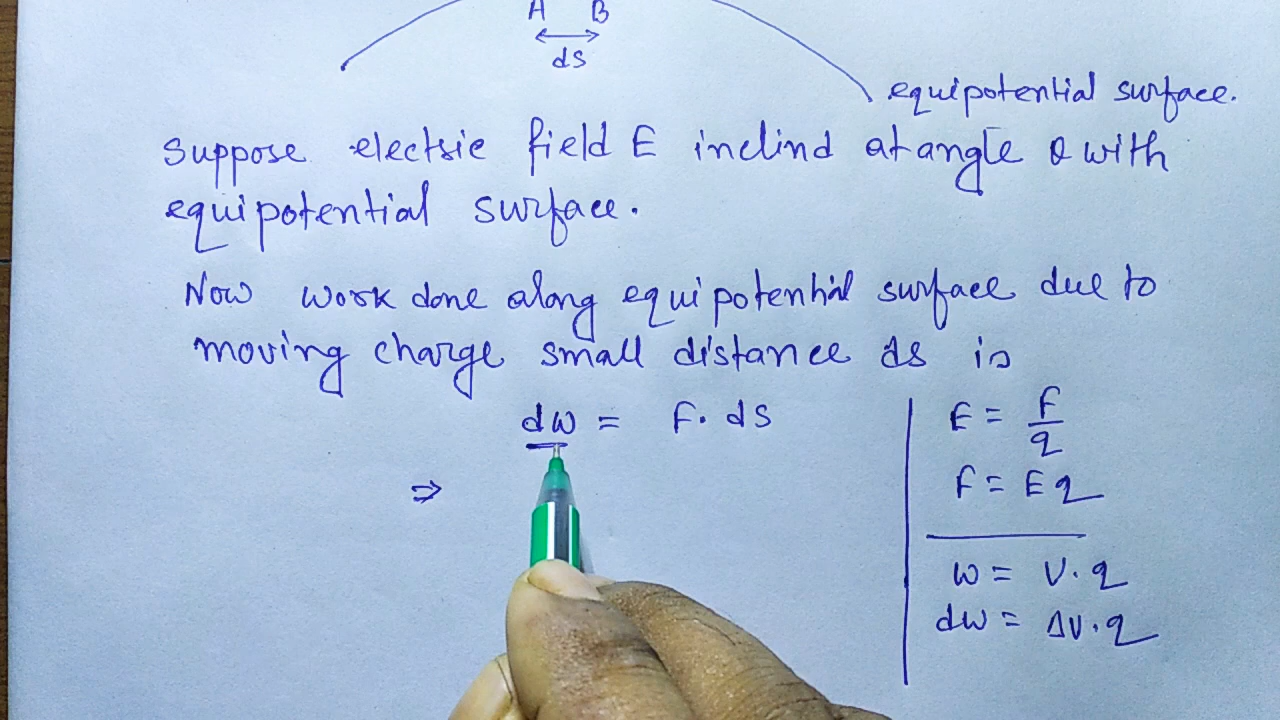 A B
ds
equipotential surface.
Suppose electric field E inclind at angle θ with
equipotential surface.
Now work done along equipotential surface due to
moving charge small distance ds is
dw = F. ds
⇒
E = F/q
F = Eq
w = V.q
dw = ΔV.q